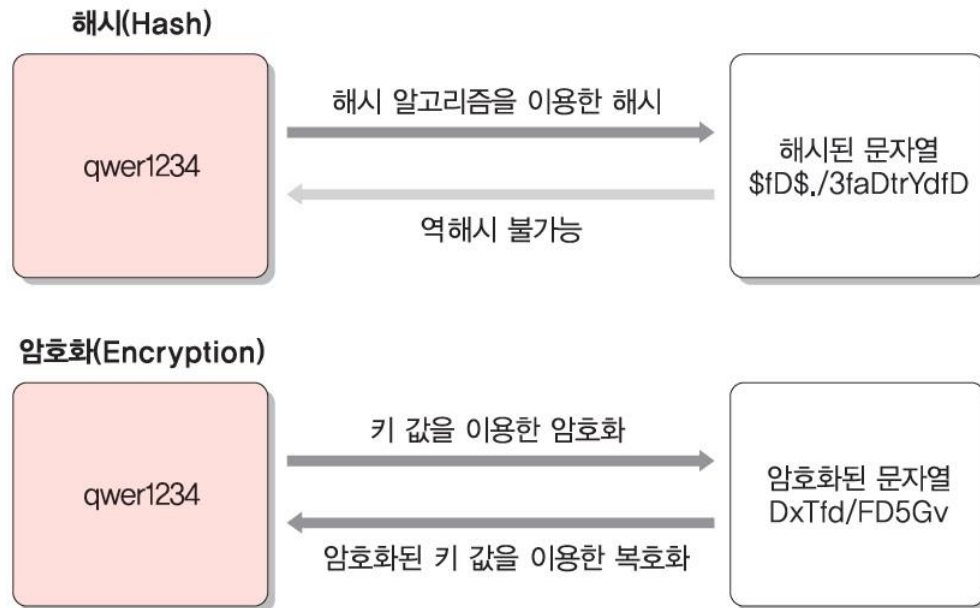 해시(Hash)
qwer1234
해시 알고리즘을 이용한 해시
역해시 불가능
해시된 문자열
$fD$./3faDtrYdfD
암호화(Encryption)
qwer1234
키 값을 이용한 암호화
암호화된 키 값을 이용한 복호화
암호화된 문자열
DxTfd/FD5Gv